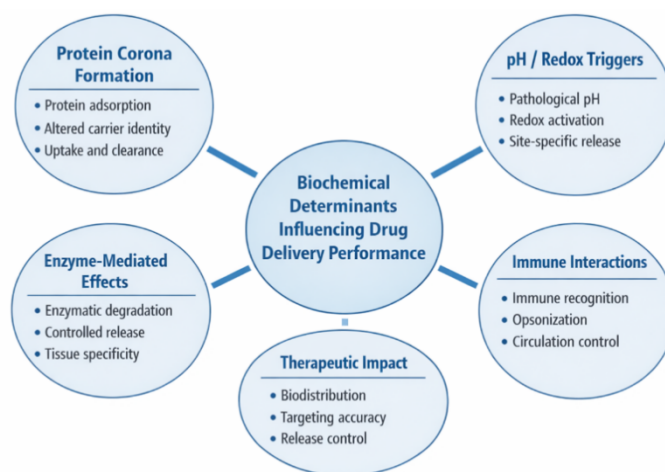 Protein Corona
Formation
• Protein adsorption
• Altered carrier identity
• Uptake and clearance
pH / Redox Triggers
• Pathological pH
• Redox activation
• Site-specific release
Biochemical
Determinants
Influencing Drug
Delivery Performance
Enzyme-Mediated
Effects
• Enzymatic degradation
• Controlled release
• Tissue specificity
Immune Interactions
• Immune recognition
• Opsonization
• Circulation control
Therapeutic Impact
• Biodistribution
• Targeting accuracy
• Release control